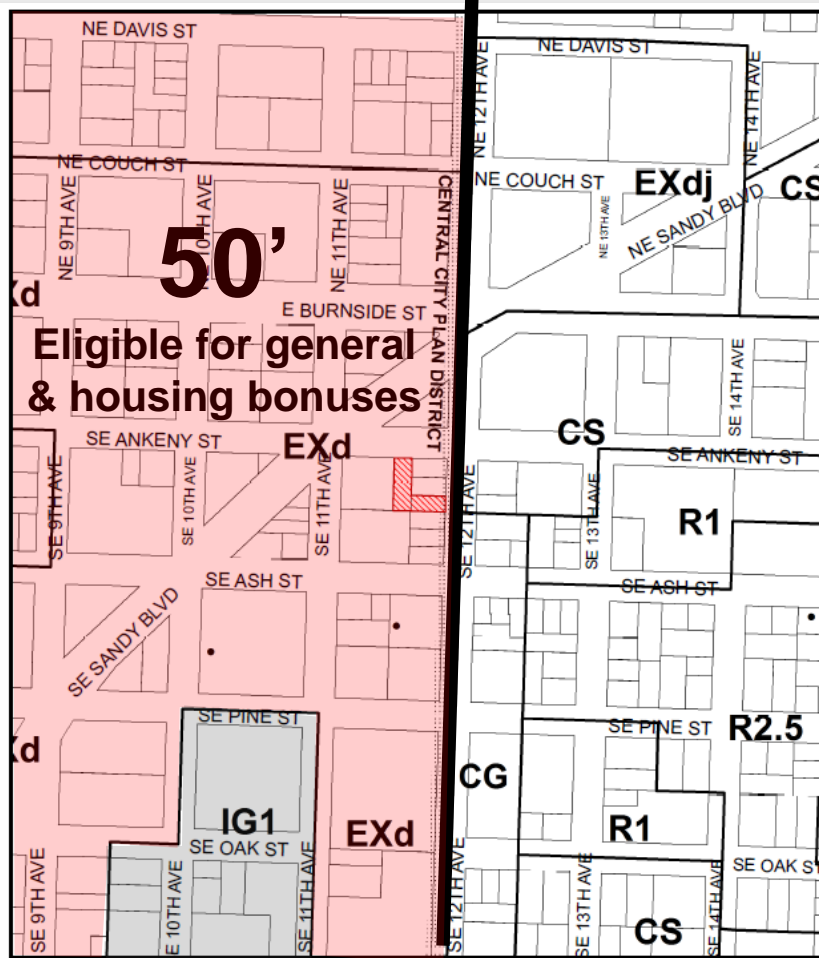 NE DAVIS ST
NE DAVIS ST
NE 12TH AVE
NE 14TH AVE
NE COUCH ST
NE COUCH ST
EXdj
CS
NE 9TH AVE
NE 10TH AVE
NE 11TH AVE
NE 13TH AVE
NE SANDY BLVD
CENTRAL CITY PLAN DISTRICT
50’
Xd
E BURNSIDE ST
Eligible for general
& housing bonuses
SE 14TH AVE
CS
SE ANKENY ST
EXd
SE ANKENY ST
SE 9TH AVE
SE 10TH AVE
SE 11TH AVE
SE 12TH AVE
SE 13TH AVE
R1
SE ASH ST
SE ASH ST
SE SANDY BLVD
SE PINE ST
SE PINE ST
R2.5
Xd
CG
IG1
EXd
R1
SE OAK ST
SE OAK ST
SE 9TH AVE
E 10TH AVE
SE 11TH AVE
SE 12TH AVE
SE 13TH AVE
SE 14TH AVE
CS